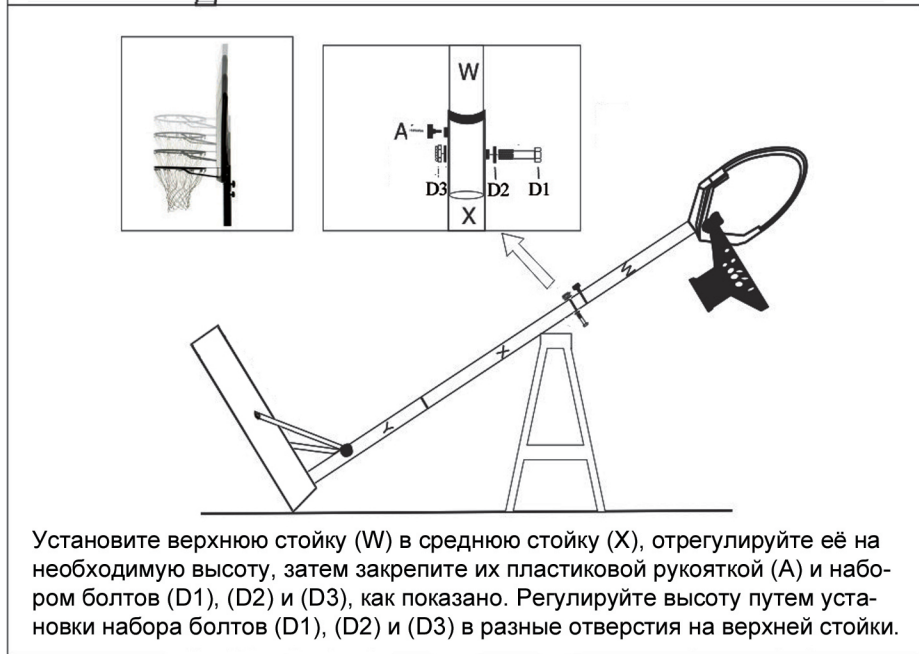 W
A
D3
D2
D1
X
W
X
Y
Установите верхнюю стойку (W) в среднюю стойку (X), отрегулируйте её на
необходимую высоту, затем закрепите их пластиковой рукояткой (A) и набо-
ром болтов (D1), (D2) и (D3), как показано. Регулируйте высоту путем уста-
новки набора болтов (D1), (D2) и (D3) в разные отверстия на верхней стойки.